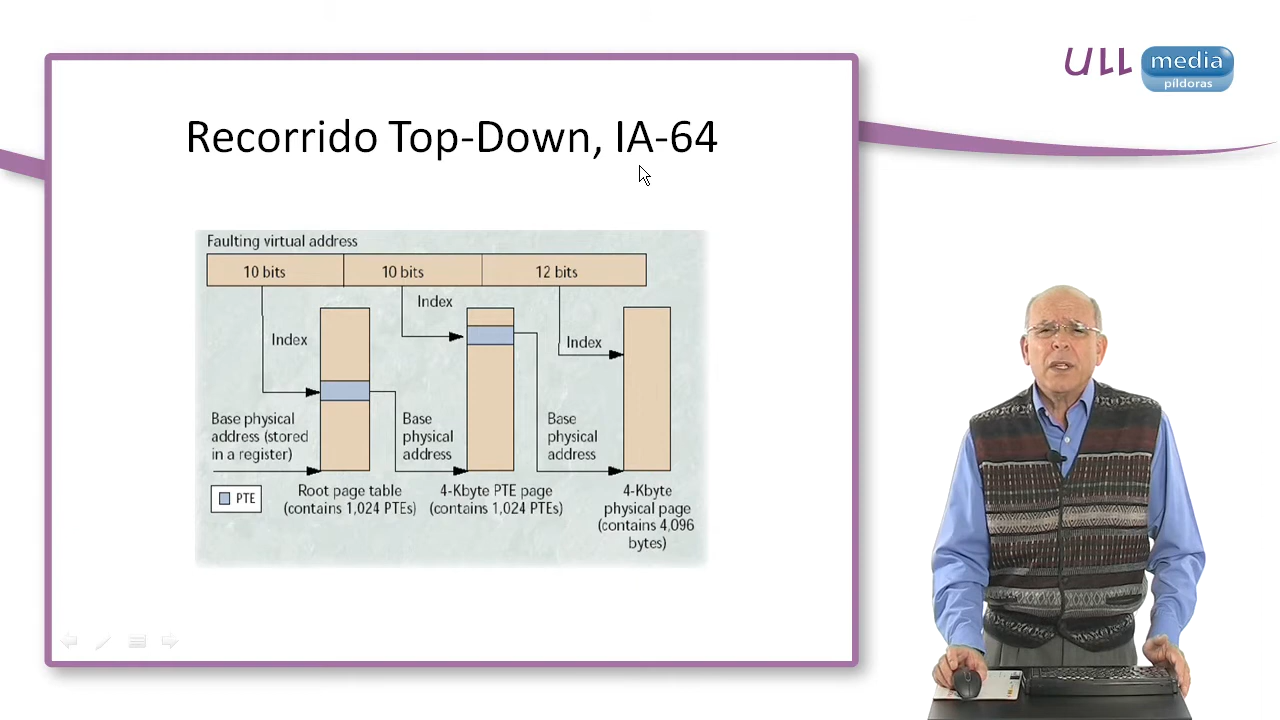 ULL
media
píldoras
Recorrido Top-Down, IA-64
Faulting virtual address
10 bits
10 bits
12 bits
Index
Index
Index
Base physical
address (stored
in a register)
Base
physical
address
Base
physical
address
PTE
Root page table
(contains 1,024 PTEs)
4-Kbyte PTE page
(contains 1,024 PTEs)
4-Kbyte
physical page
(contains 4,096
bytes)